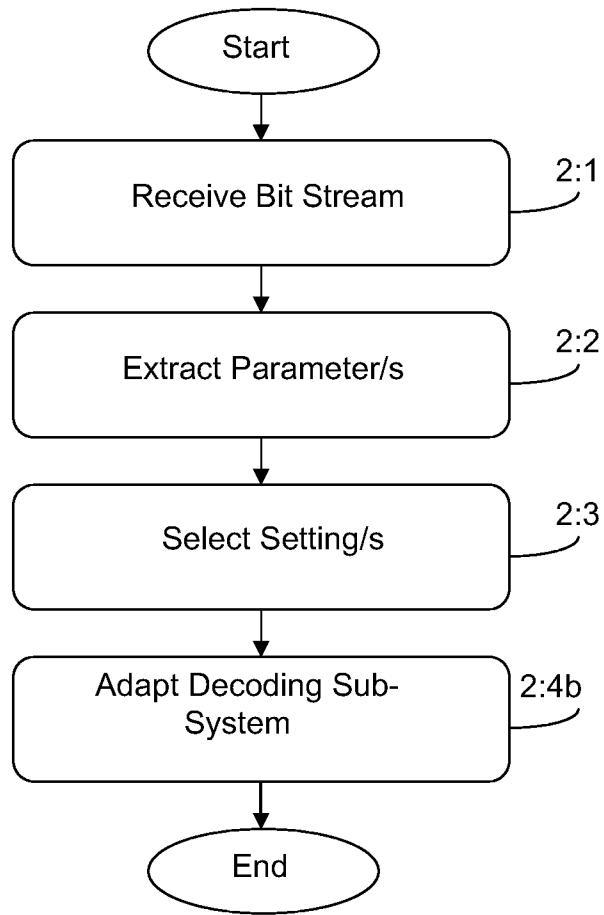 Start
Receive Bit Stream
2:1
Extract Parameter/s
2:2
Select Setting/s
2:3
Adapt Decoding Sub-
System
2:4b
End